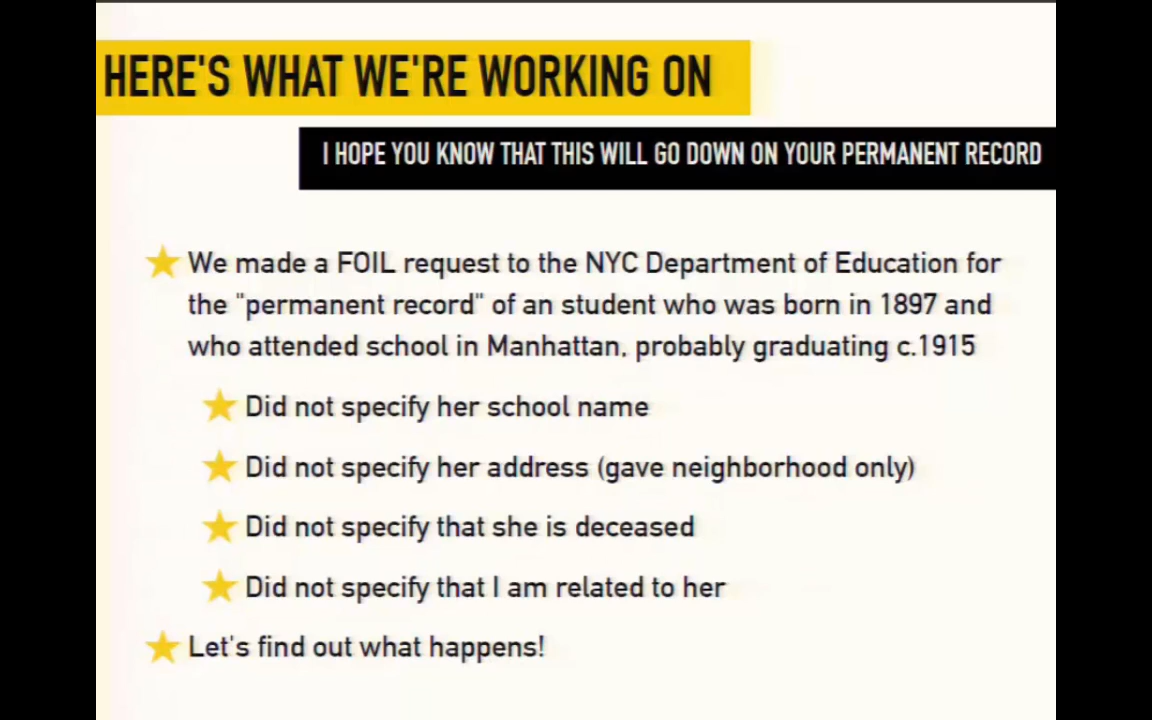 HERE'S WHAT WE'RE WORKING ON
I HOPE YOU KNOW THAT THIS WILL GO DOWN ON YOUR PERMANENT RECORD
We made a FOIL request to the NYC Department of Education for
the "permanent record" of an student who was born in 1897 and
who attended school in Manhattan, probably graduating c.1915
Did not specify her school name
Did not specify her address (gave neighborhood only)
Did not specify that she is deceased
Did not specify that I am related to her
Let's find out what happens!